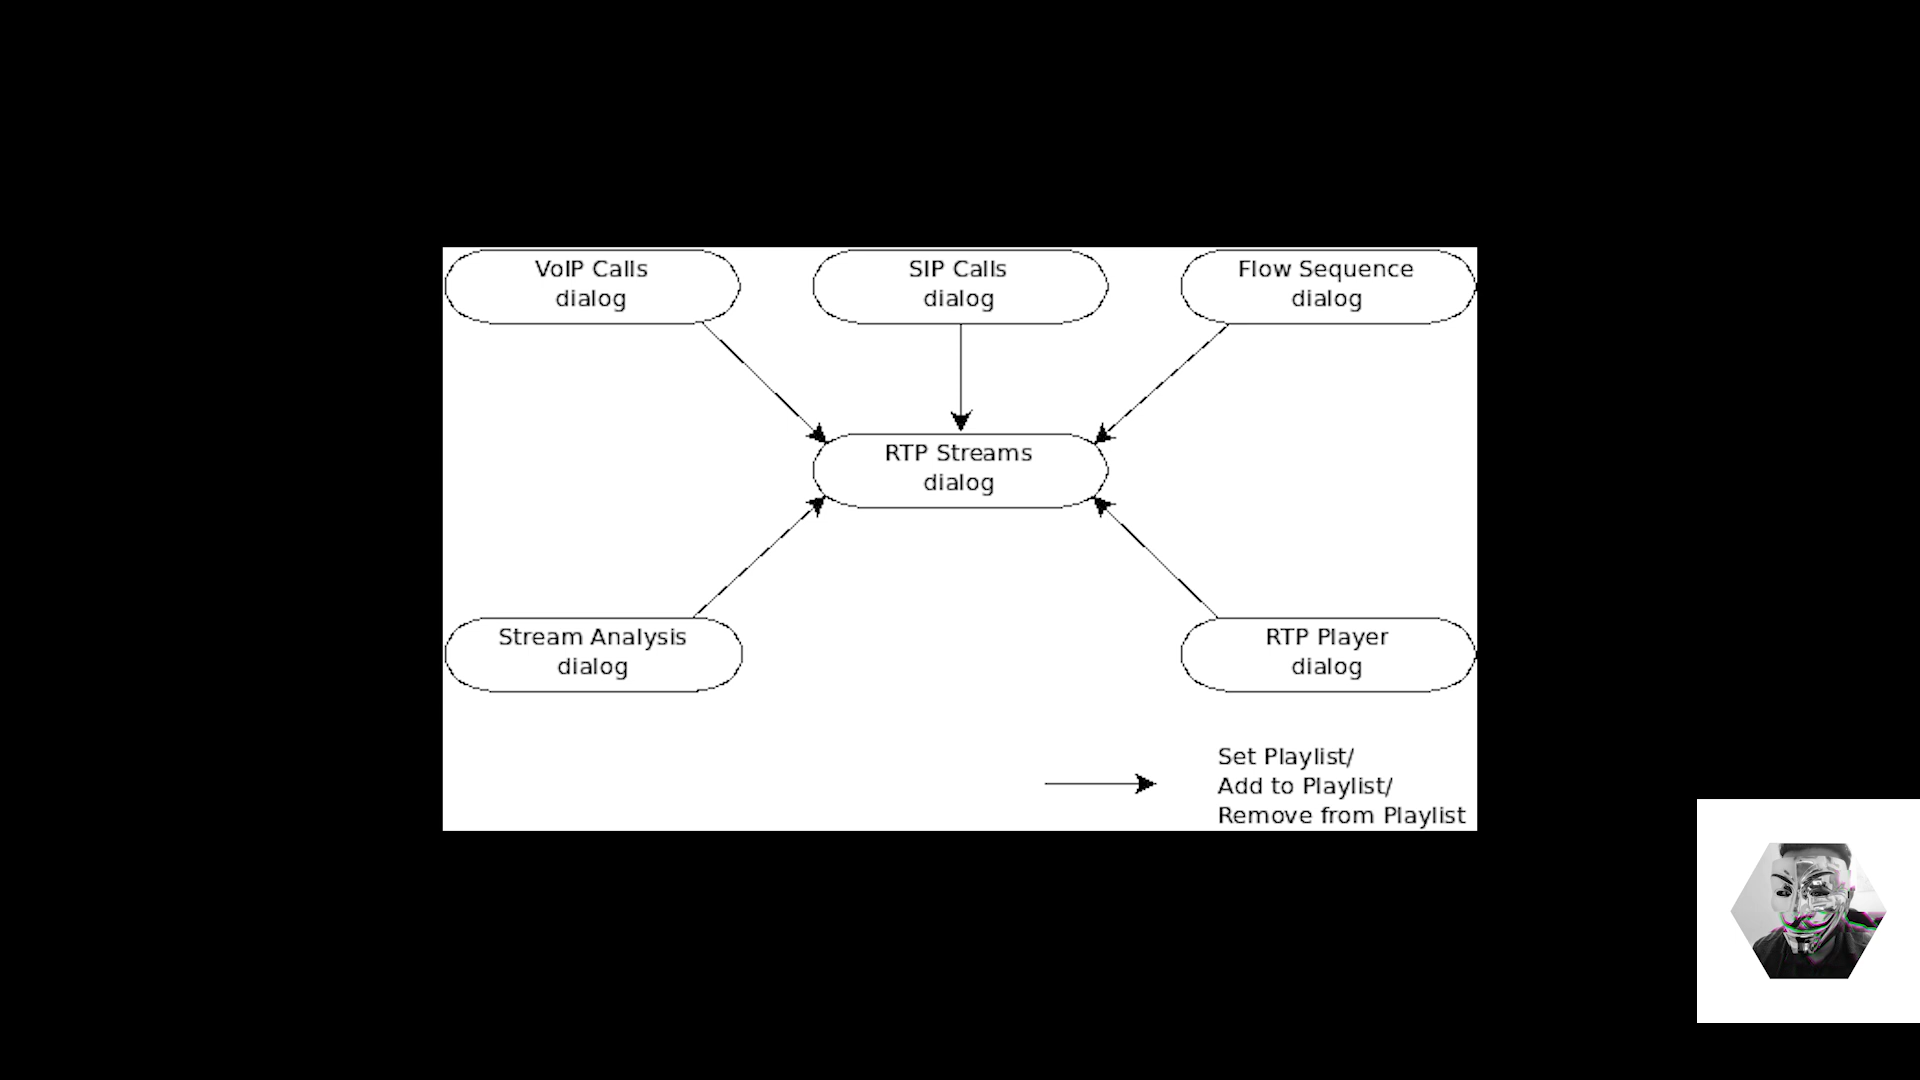 VoIP Calls
dialog
SIP Calls
dialog
Flow Sequence
dialog
RTP Streams
dialog
Stream Analysis
dialog
RTP Player
dialog
Set Playlist/
Add to Playlist/
Remove from Playlist